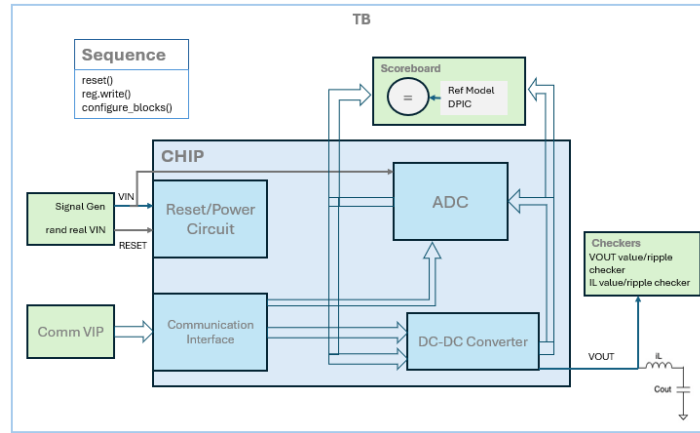 TB
Sequence
reset()
reg.write()
configure_blocks()
Scoreboard
=
Ref Model
DPIC
CHIP
Signal Gen
rand real VIN
VIN
RESET
Reset/Power
Circuit
ADC
Checkers
VOUT value/ripple
checker
IL value/ripple checker
Comm VIP
Communication
Interface
DC-DC Converter
VOUT
iL
Cout